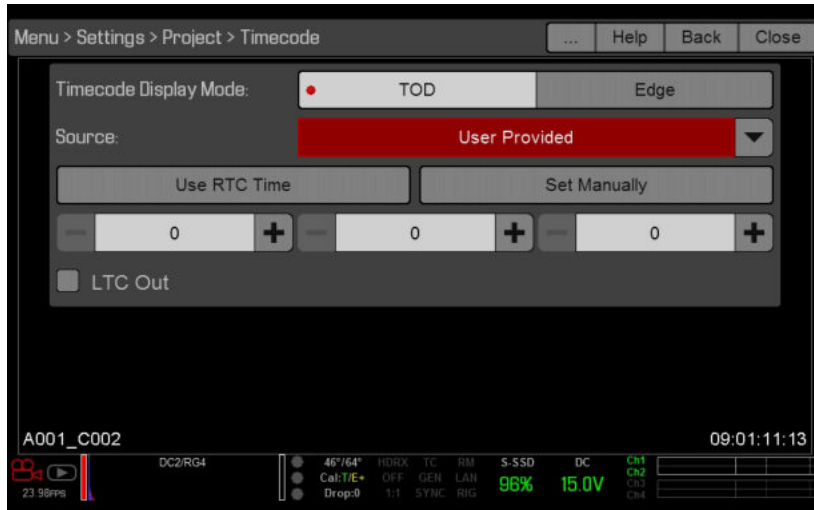 Menu > Settings > Project > Timecode ... Help Back Close
Timecode Display Mode: TOD Edge
Source: User Provided
Use RTC Time Set Manually
0 0 0
LTC Out
A001_C002 09:01:11:13
DC2/RG4 46°/64° HDRX TC RM S-SSD DC Ch1
Cal:T/E+ OFF GEN LAN 96% 15.0V Ch2
Ch3
23.98FPS Drop:0 1:1 SYNC RIG Ch4